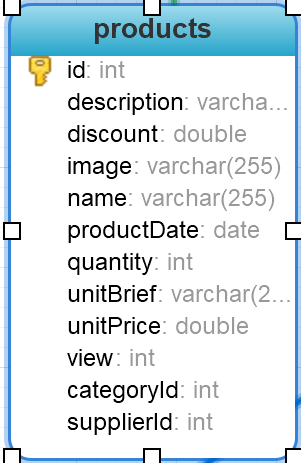 products
id: int
description: varcha...
discount: double
image: varchar(255)
name: varchar(255)
productDate: date
quantity: int
unitBrief: varchar(2...
unitPrice: double
view: int
categoryId: int
supplierId: int